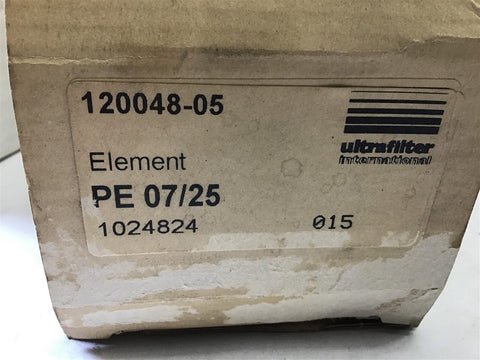 120048-05
ultrafilter
international
Element
PE 07/25
1024824 015